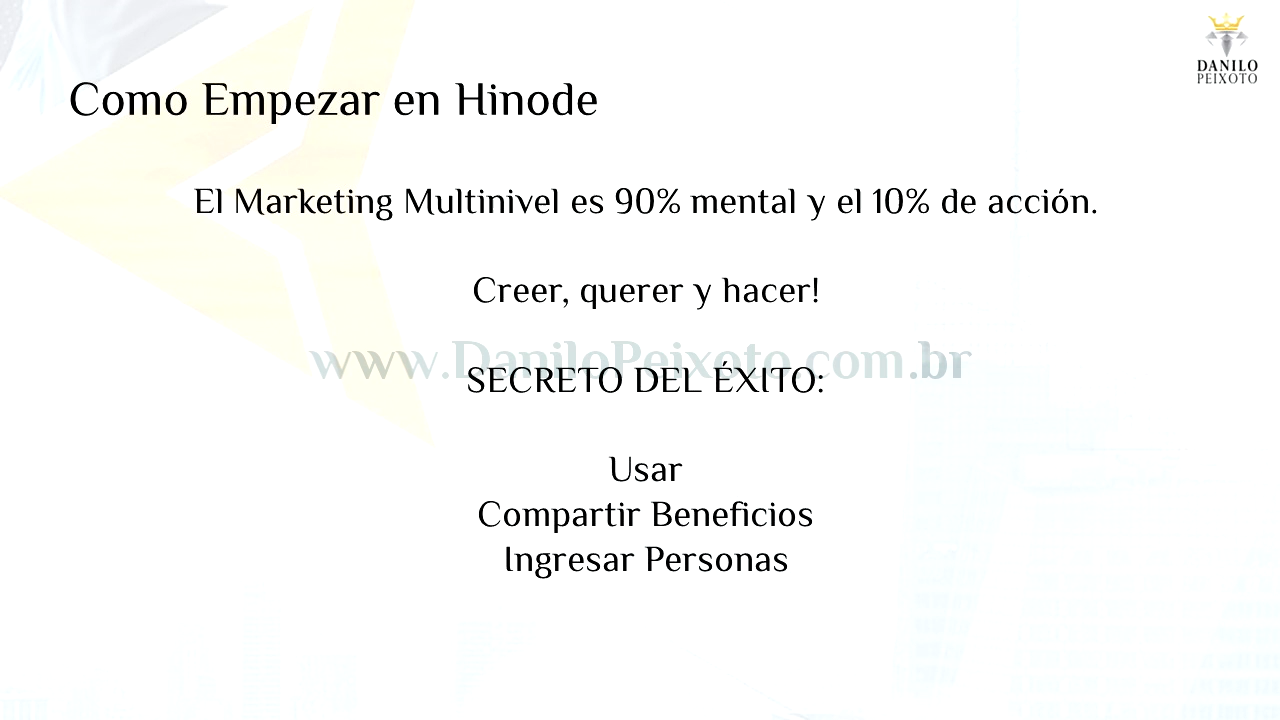 DANILO
PEIXOTO
Como Empezar en Hinode
El Marketing Multinivel es 90% mental y el 10% de acción.
Creer, querer y hacer!
www.DaniloPeixoto.com.br
SECRETO DEL ÉXITO:
Usar
Compartir Beneficios
Ingresar Personas